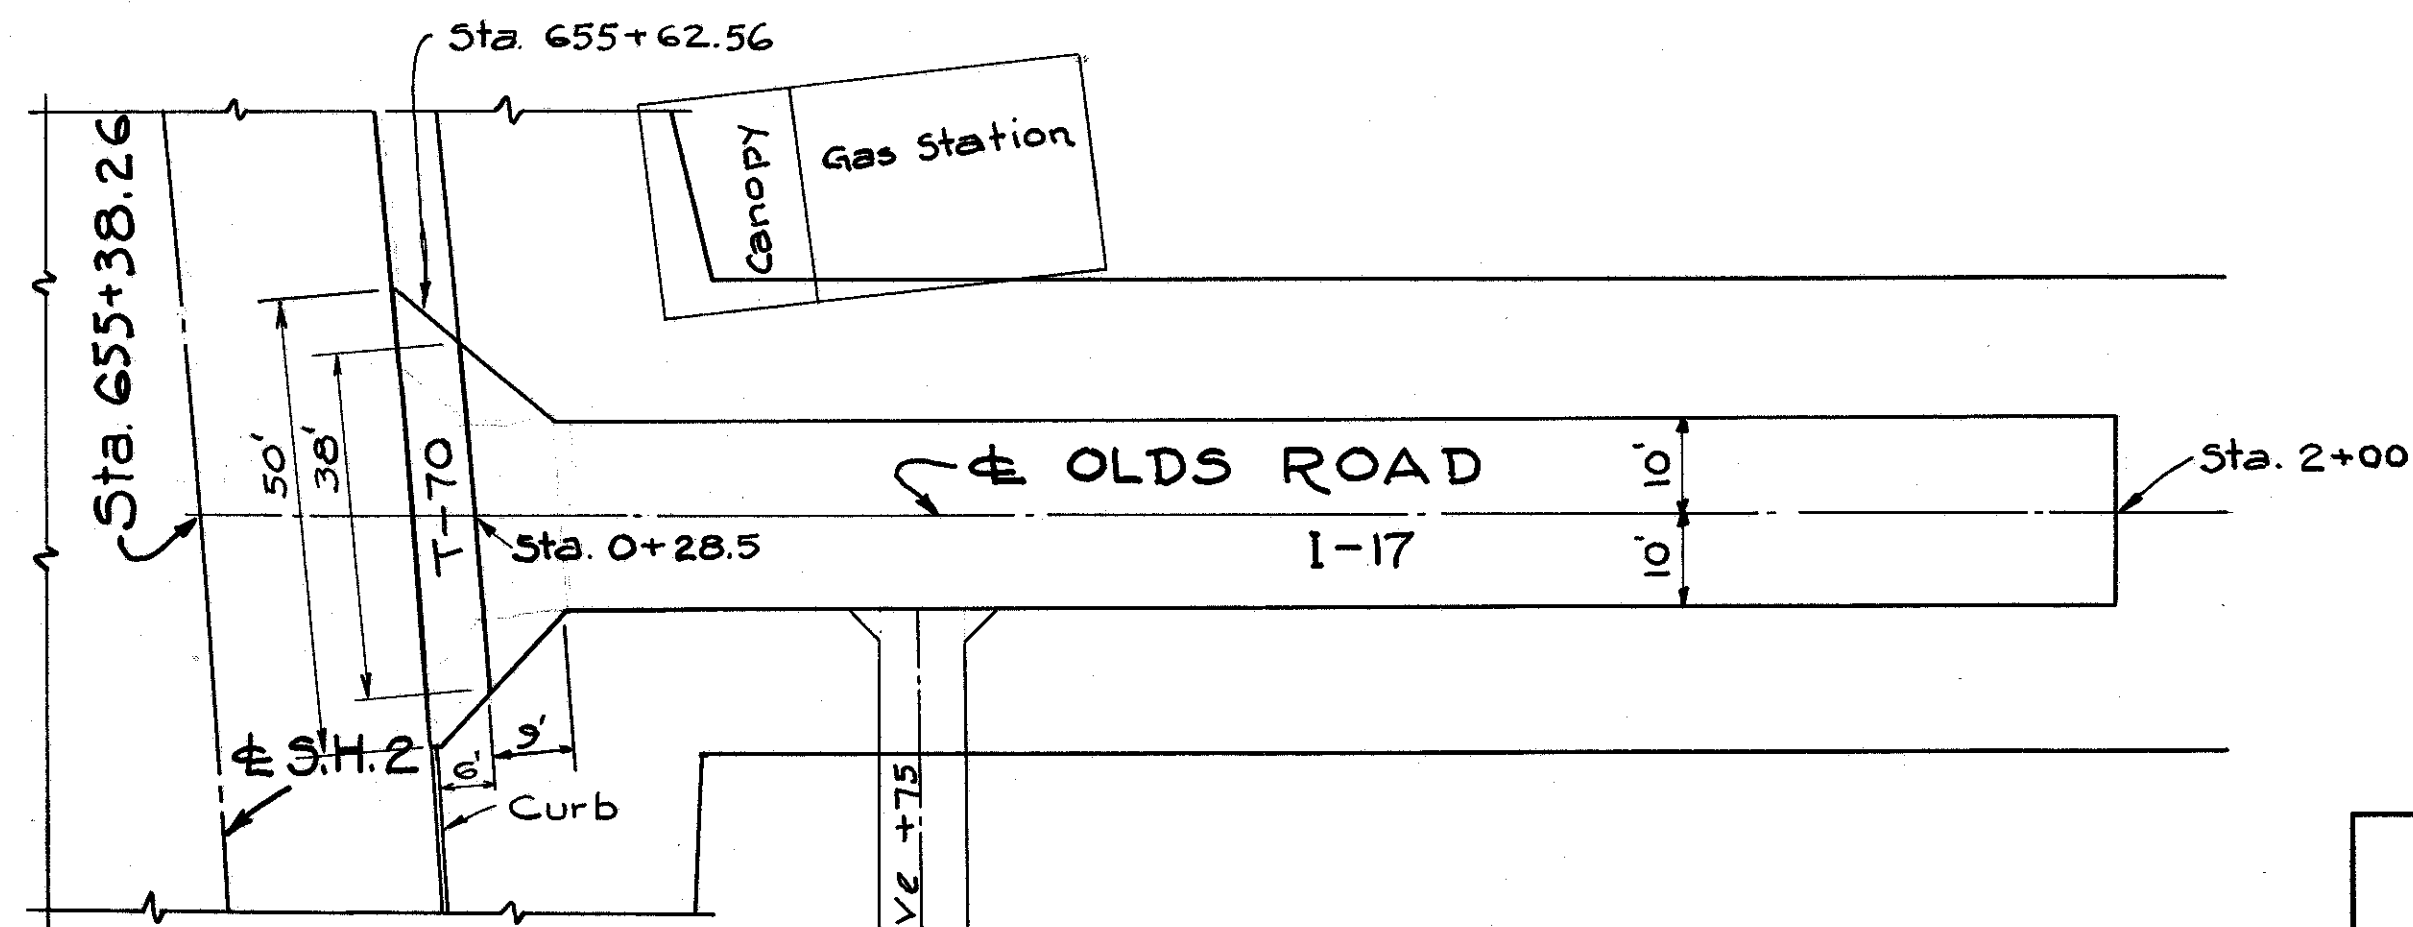 Sta. 655+62.56
Sta. 655+38.26
Canopy
Gas Station
50'
38'
T-70
℄ OLDS ROAD
10'
10'
Sta. 2+00
Sta. 0+28.5
I-17
℄ S.H. 2
6'
9'
Curb
ve +75